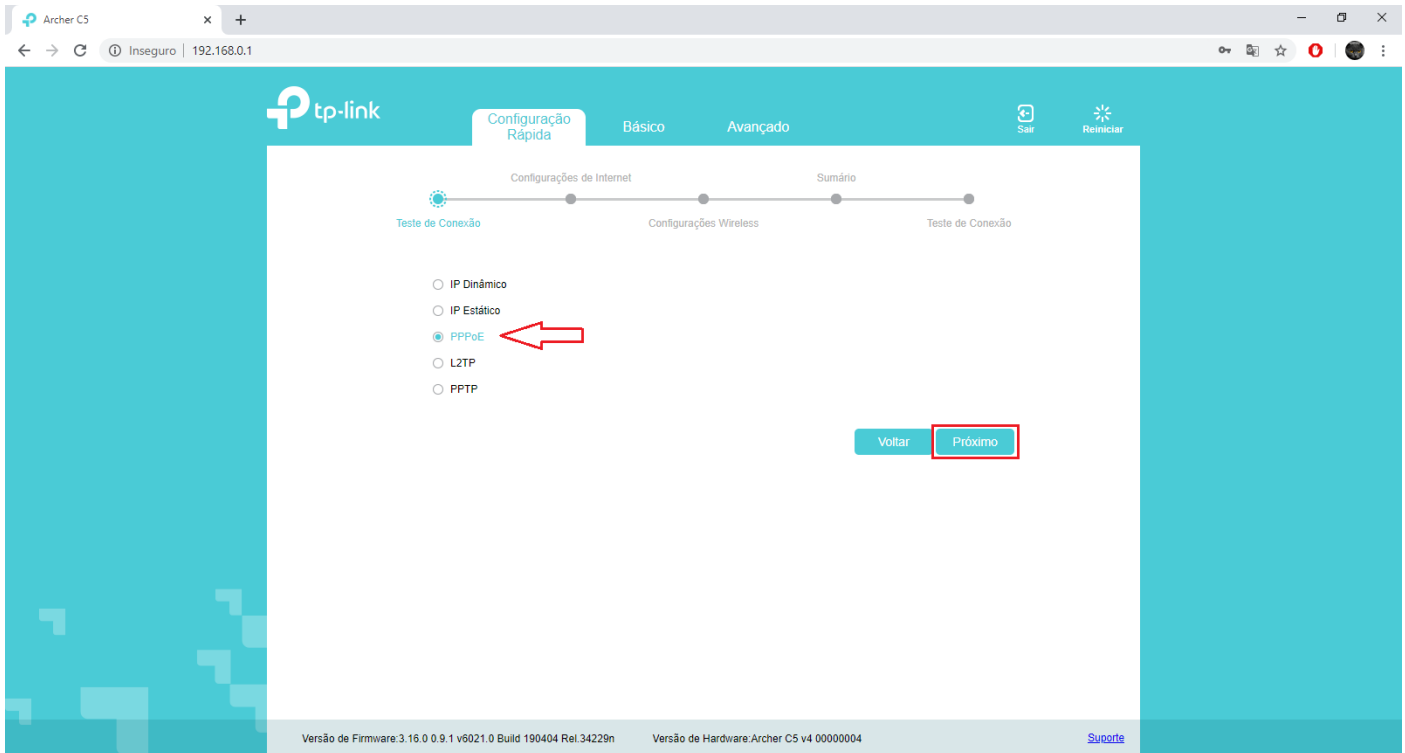 Archer C5
Inseguro | 192.168.0.1
tp-link
Configuração
Rápida
Básico
Avançado
Sair
Reiniciar
Configurações de Internet
Sumário
Teste de Conexão
Configurações Wireless
Teste de Conexão
IP Dinâmico
IP Estático
PPPoE
L2TP
PPTP
Voltar
Próximo
Versão de Firmware:3.16.0 0.9.1 v6021.0 Build 190404 Rel.34229n
Versão de Hardware:Archer C5 v4 00000004
Suporte